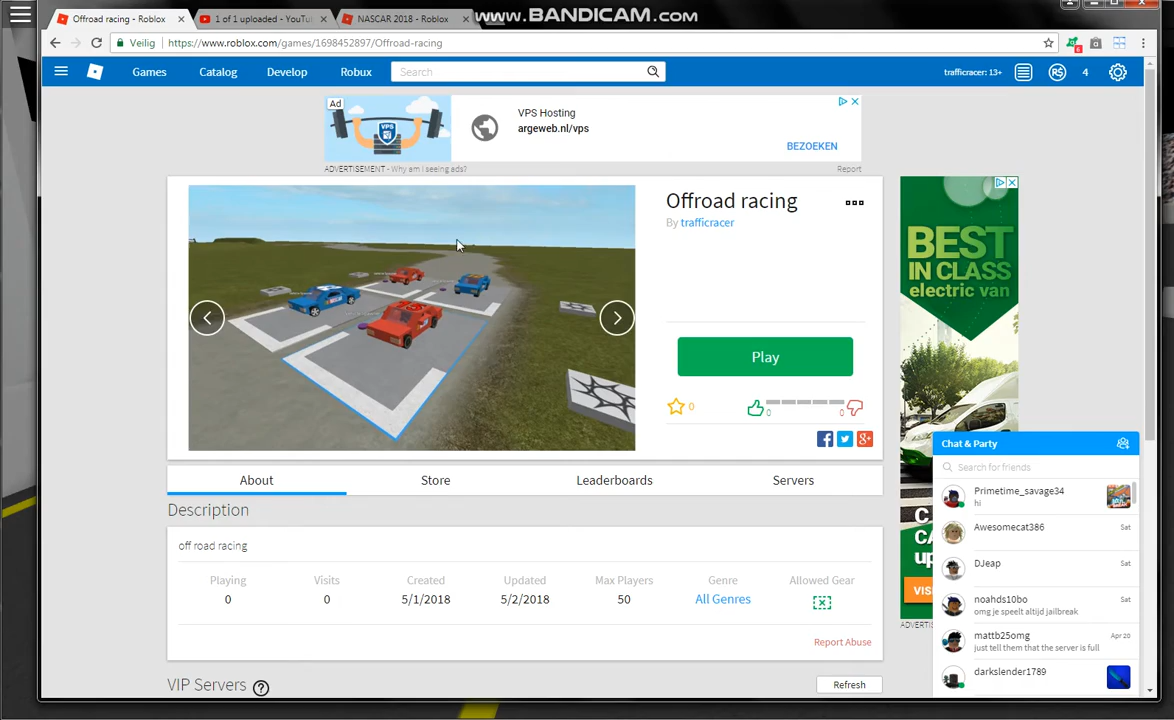 www.BANDICAM.com
Offroad racing - Roblox
1 of 1 uploaded - YouTu
NASCAR 2018 - Roblox
Veilig
https://www.roblox.com/games/1698452897/Offroad-racing
Games
Catalog
Develop
Robux
Search
trafficracer: 13+
R$
4
Ad
VPS
VPS Hosting
argeweb.nl/vps
BEZOEKEN
ADVERTISEMENT - Why am I seeing ads?
Report
Offroad racing
By trafficracer
Play
0
0
0
BEST
IN CLASS
electric van
About
Store
Leaderboards
Servers
Description
off road racing
Playing
Visits
Created
Updated
Max Players
Genre
Allowed Gear
0
0
5/1/2018
5/2/2018
50
All Genres
Report Abuse
VIP Servers
Refresh
Chat & Party
Search for friends
Primetime_savage34
hi
Awesomecat386
Sat
DJeap
Sat
noahds10bo
Sat
omg je speelt altijd jailbreak
mattb25omg
Apr 20
just tell them that the server is full
darkslender1789